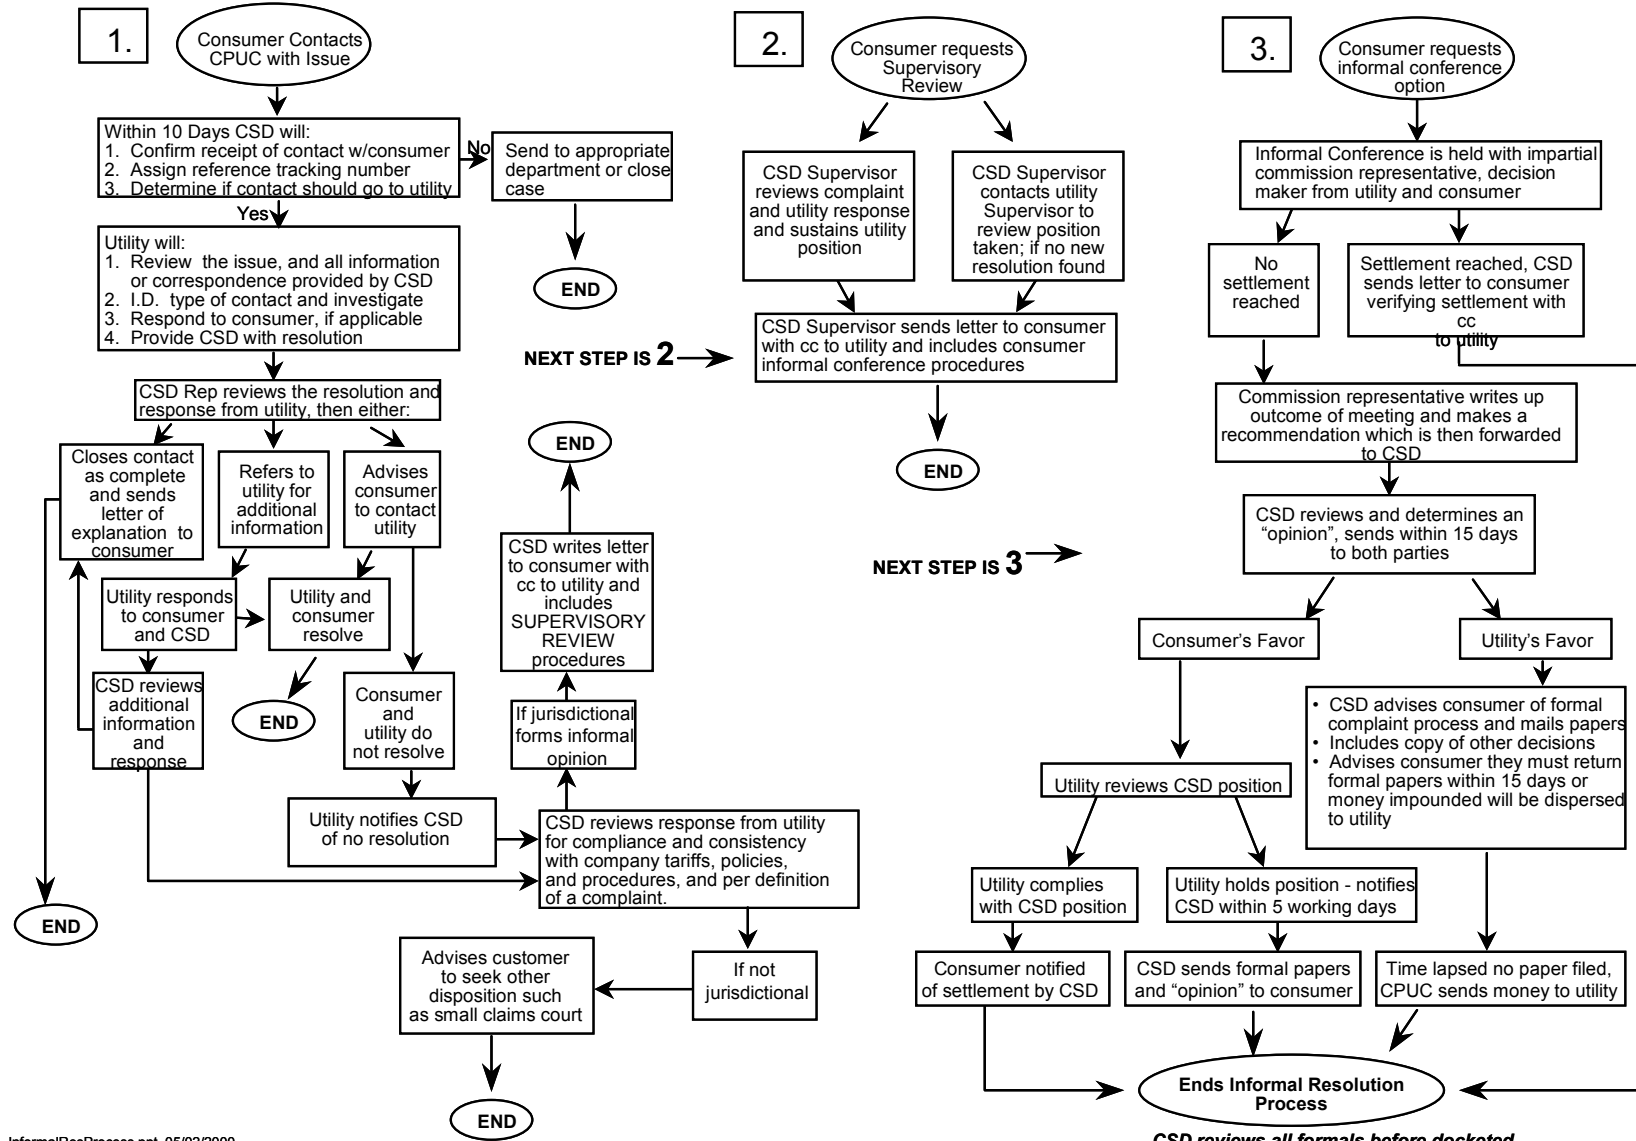 1.
Consumer Contacts
CPUC with Issue
Within 10 Days CSD will:
1. Confirm receipt of contact w/consumer
2. Assign reference tracking number
3. Determine if contact should go to utility
No
Send to appropriate
department or close
case
END
Yes
Utility will:
1. Review the issue, and all information
or correspondence provided by CSD
2. I.D. type of contact and investigate
3. Respond to consumer, if applicable
4. Provide CSD with resolution
CSD Rep reviews the resolution and
response from utility, then either:
Closes contact
as complete
and sends
letter of
explanation to
consumer
Refers to
utility for
additional
information
Advises
consumer
to contact
utility
Utility responds
to consumer
and CSD
Utility and
consumer
resolve
END
CSD reviews
additional
information
and
response
Consumer
and
utility do
not resolve
Utility notifies CSD
of no resolution
CSD reviews response from utility
for compliance and consistency
with company tariffs, policies,
and procedures, and per definition
of a complaint.
If jurisdictional
forms informal
opinion
CSD writes letter
to consumer with
cc to utility and
includes
SUPERVISORY
REVIEW
procedures
END
If not
jurisdictional
Advises customer
to seek other
disposition such
as small claims court
END
END
NEXT STEP IS 2
2.
Consumer requests
Supervisory
Review
CSD Supervisor
reviews complaint
and utility response
and sustains utility
position
CSD Supervisor
contacts utility
Supervisor to
review position
taken; if no new
resolution found
CSD Supervisor sends letter to consumer
with cc to utility and includes consumer
informal conference procedures
END
NEXT STEP IS 3
3.
Consumer requests
informal conference
option
Informal Conference is held with impartial
commission representative, decision
maker from utility and consumer
No
settlement
reached
Settlement reached, CSD
sends letter to consumer
verifying settlement with
cc
to utility
Commission representative writes up
outcome of meeting and makes a
recommendation which is then forwarded
to CSD
CSD reviews and determines an
“opinion”, sends within 15 days
to both parties
Consumer’s Favor
Utility’s Favor
• CSD advises consumer of formal
complaint process and mails papers
• Includes copy of other decisions
• Advises consumer they must return
formal papers within 15 days or
money impounded will be dispersed
to utility
Utility reviews CSD position
Utility complies
with CSD position
Utility holds position - notifies
CSD within 5 working days
Consumer notified
of settlement by CSD
CSD sends formal papers
and “opinion” to consumer
Time lapsed no paper filed,
CPUC sends money to utility
Ends Informal Resolution
Process
CSD reviews all formals before docketed